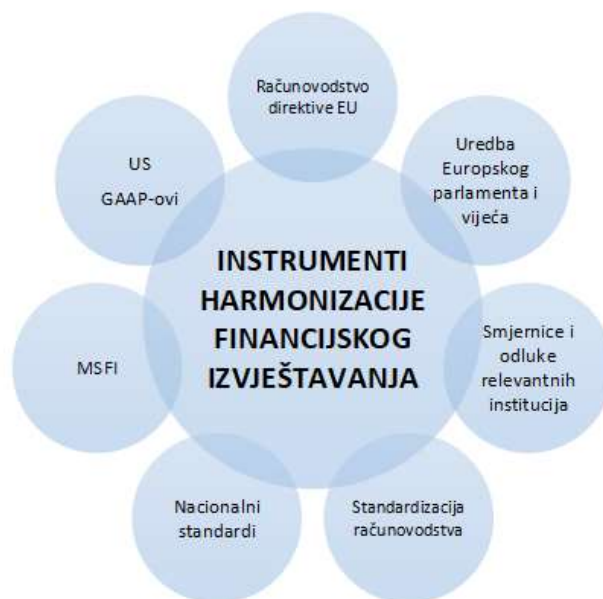 INSTRUMENTI
HARMONIZACIJE
FINANCIJSKOG
IZVJEŠTAVANJA
Računovodstvo
direktive EU
Uredba
Europskog
parlamenta i
vijeća
Smjernice i
odluke
relevantnih
institucija
Standardizacija
računovodstva
Nacionalni
standardi
MSFI
US
GAAP-ovi